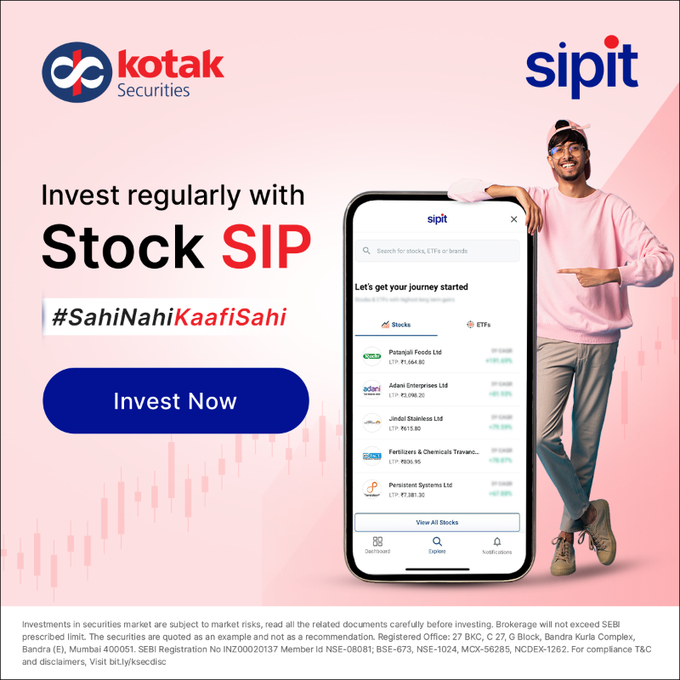 kotak
Securities
sipit
Invest regularly with
Stock SIP
#SahiNahiKaafiSahi
Invest Now
sipit
Search for stocks, ETFs or brands
Let's get your journey started
Stocks
ETFs
Patanjali Foods Ltd
LTP: ₹1,664.80
Adani Enterprises Ltd
LTP: ₹3,098.20
Jindal Stainless Ltd
LTP: ₹615.80
Fertilizers & Chemicals Travanc..
LTP: ₹806.95
Persistent Systems Ltd
LTP: ₹7,381.30
adani
View All Stocks
Dashboard
Explore
Notifications
Investments in securities market are subject to market risks, read all the related documents carefully before investing. Brokerage will not exceed SEBI
prescribed limit. The securities are quoted as an example and not as a recommendation. Registered Office: 27 BKC, C 27, G Block, Bandra Kurla Complex,
Bandra (E), Mumbai 400051. SEBI Registration No INZ00020137 Member Id NSE-08081; BSE-673, NSE-1024, MCX-56285, NCDEX-1262. For compliance T&C
and disclaimers, Visit bit.ly/ksecdisc